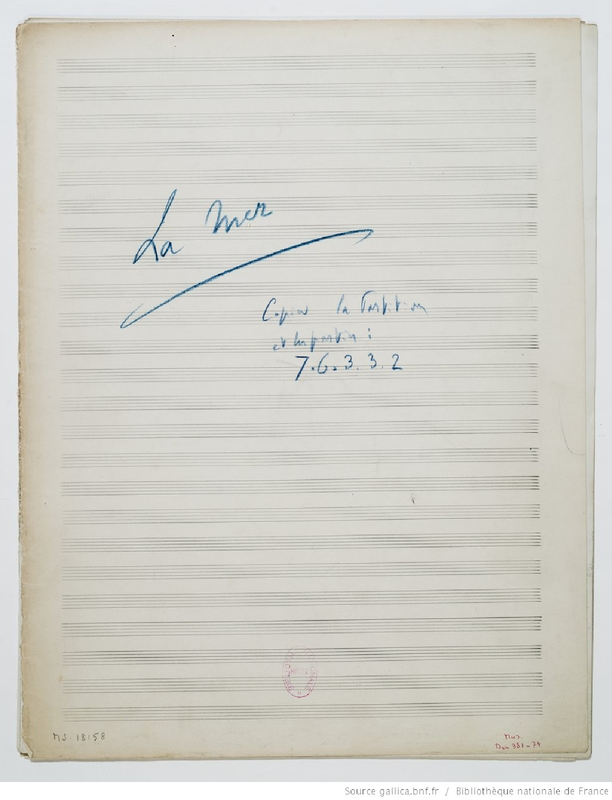 La Mer
Copier la Partition
et les parties :
7.6.3.3.2
MS. 18158
Mus
Source gallica.bnf.fr / Bibliothèque nationale de France